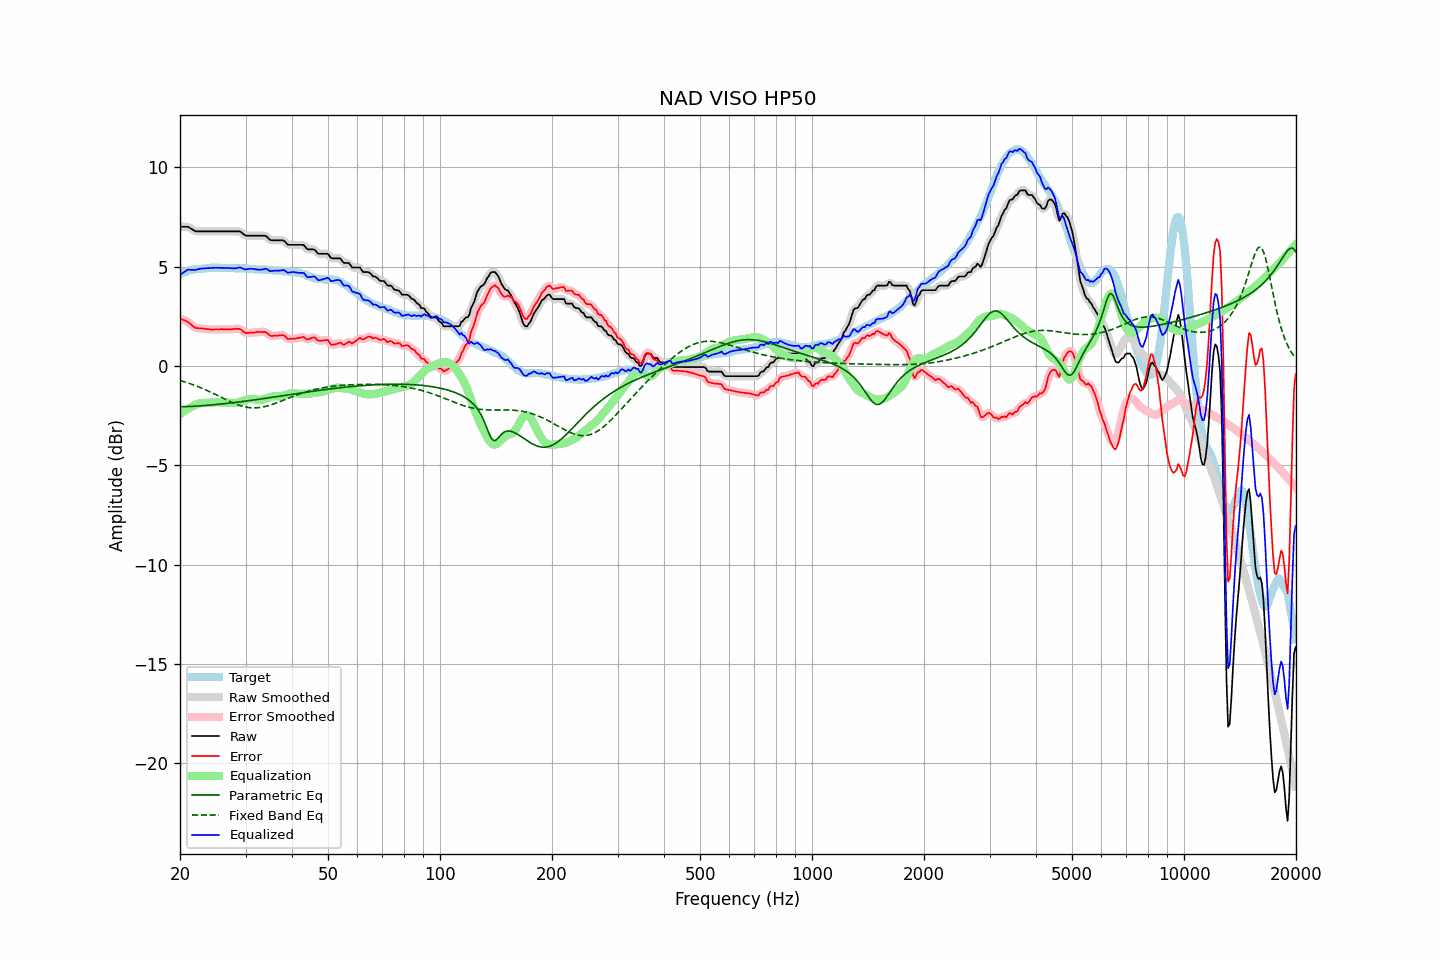 NAD VISO HP50
10
5
0
−5
−10
−15
−20
Amplitude (dBr)
Target
Raw Smoothed
Error Smoothed
Raw
Error
Equalization
Parametric Eq
Fixed Band Eq
Equalized
20 50 100 200 500 1000 2000 5000 10000 20000
Frequency (Hz)